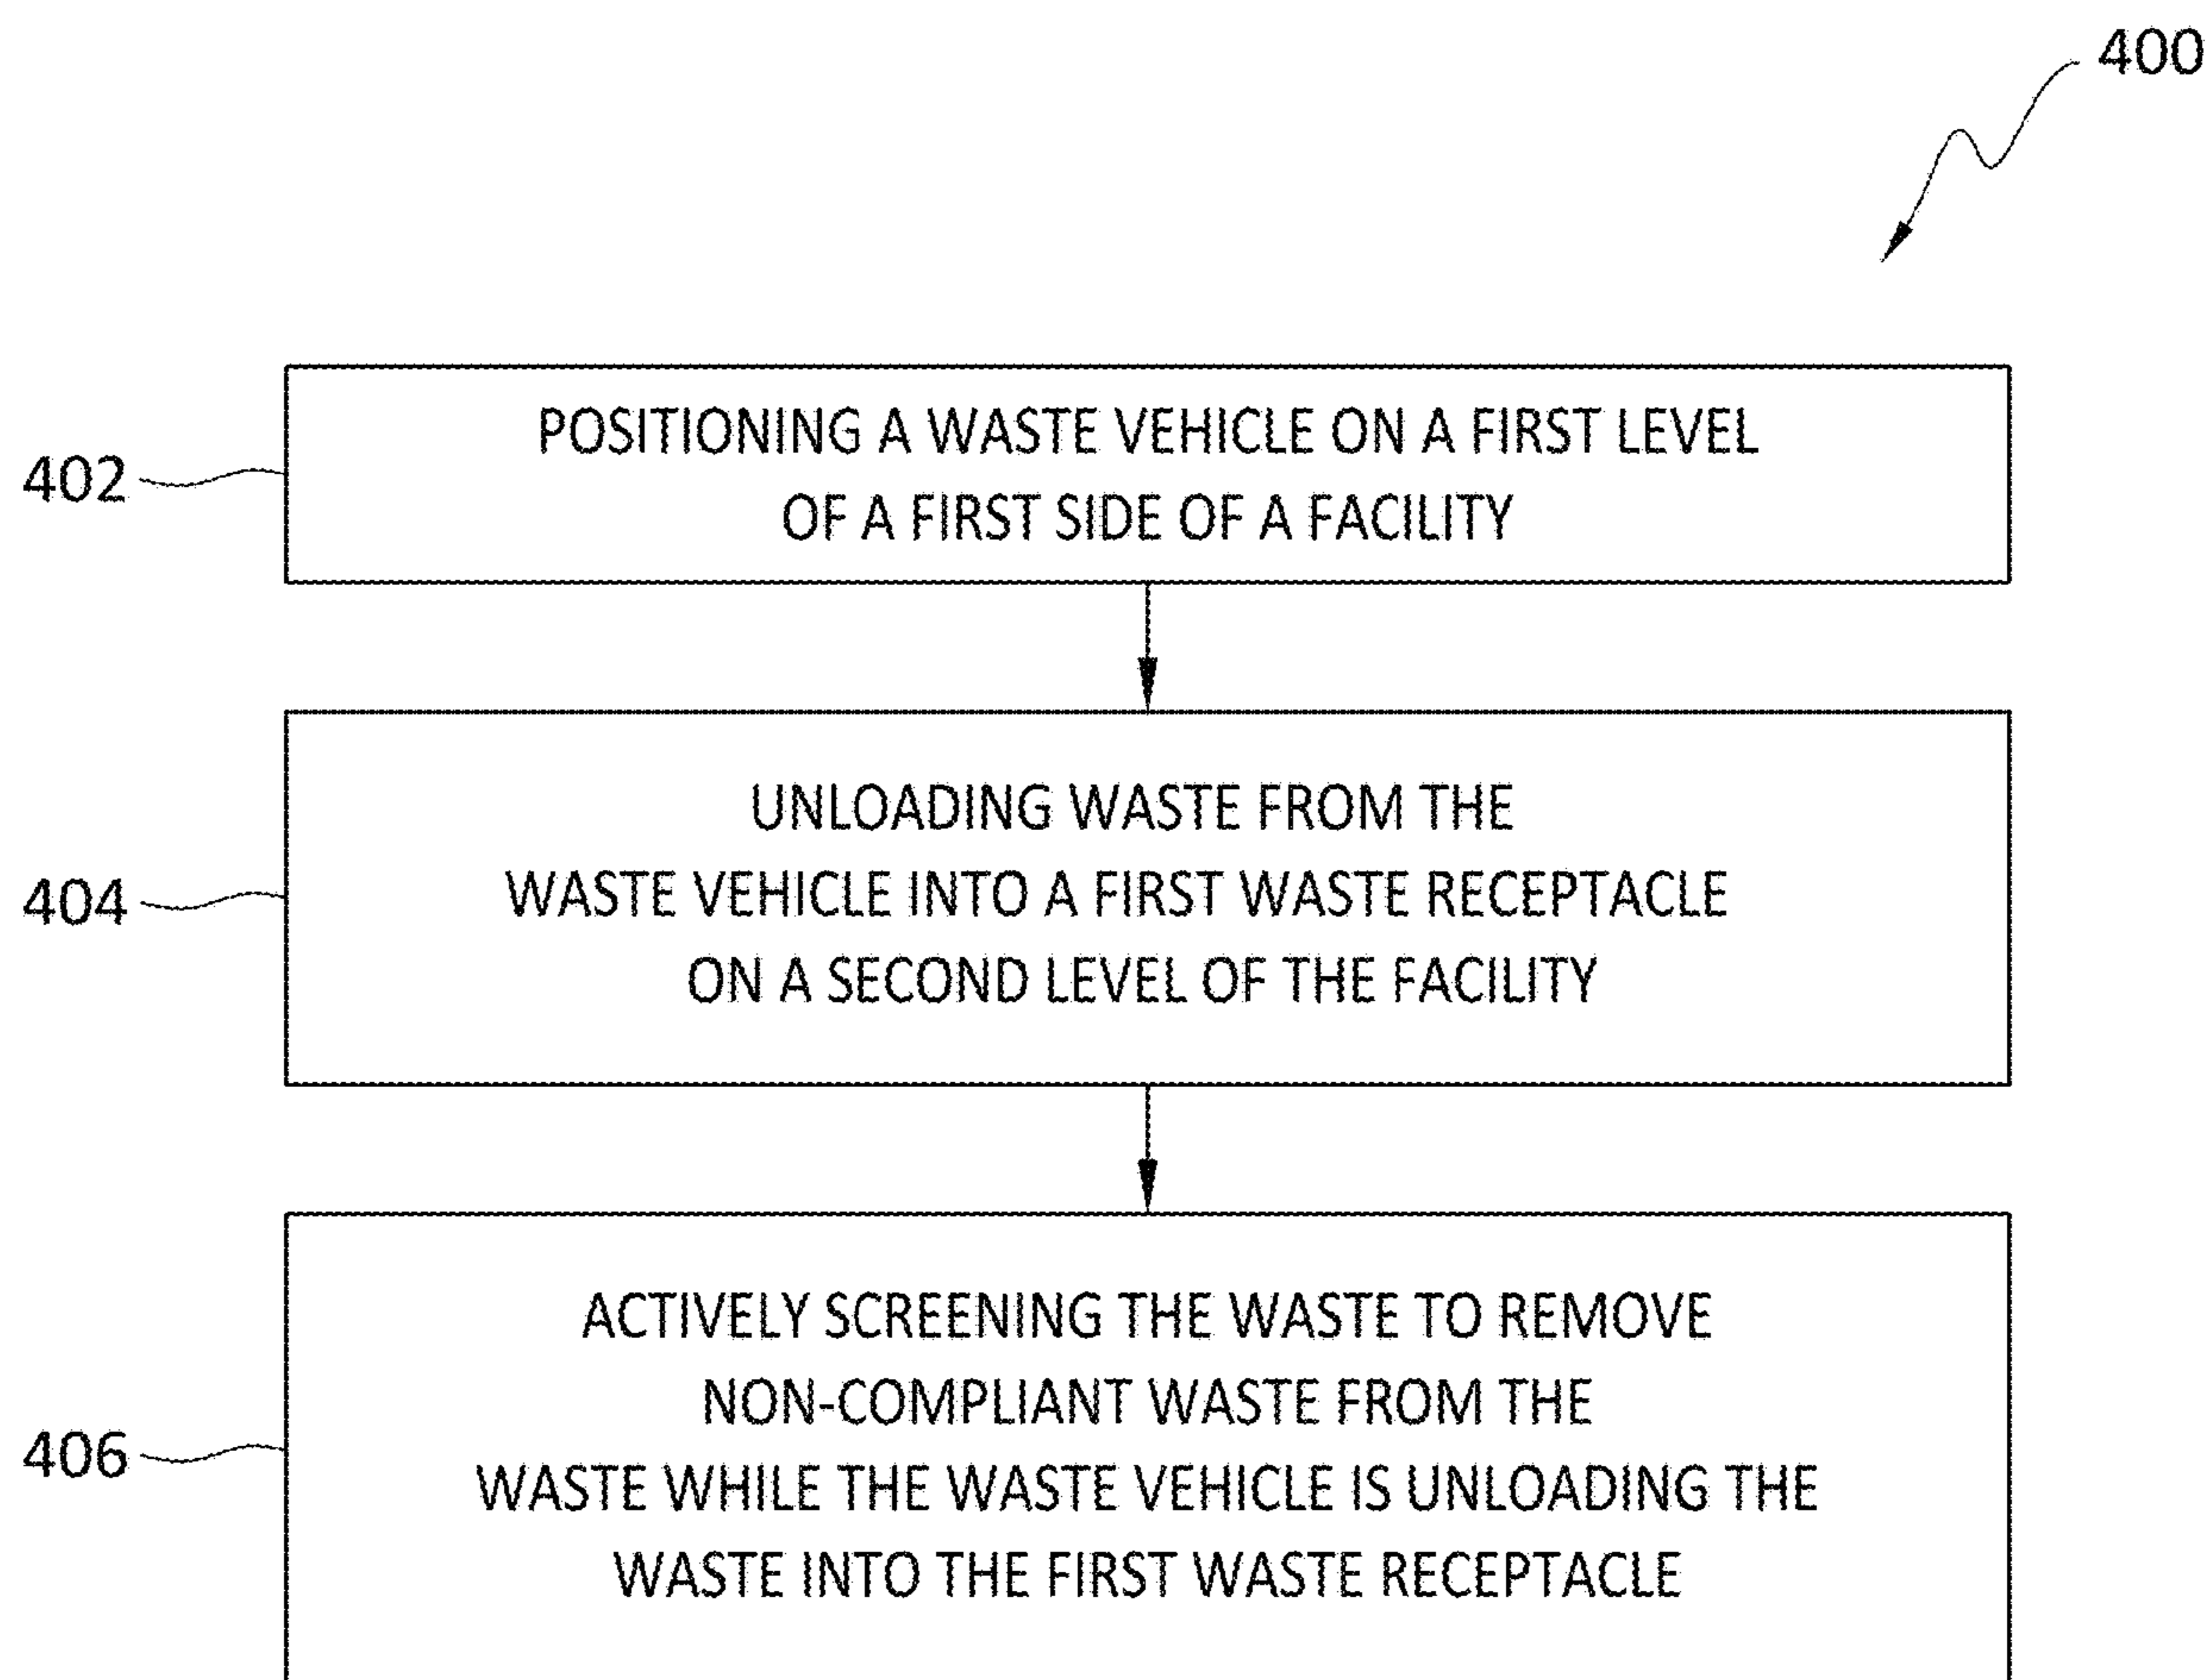 400
402
POSITIONING A WASTE VEHICLE ON A FIRST LEVEL
OF A FIRST SIDE OF A FACILITY
404
UNLOADING WASTE FROM THE
WASTE VEHICLE INTO A FIRST WASTE RECEPTACLE
ON A SECOND LEVEL OF THE FACILITY
406
ACTIVELY SCREENING THE WASTE TO REMOVE
NON-COMPLIANT WASTE FROM THE
WASTE WHILE THE WASTE VEHICLE IS UNLOADING THE
WASTE INTO THE FIRST WASTE RECEPTACLE